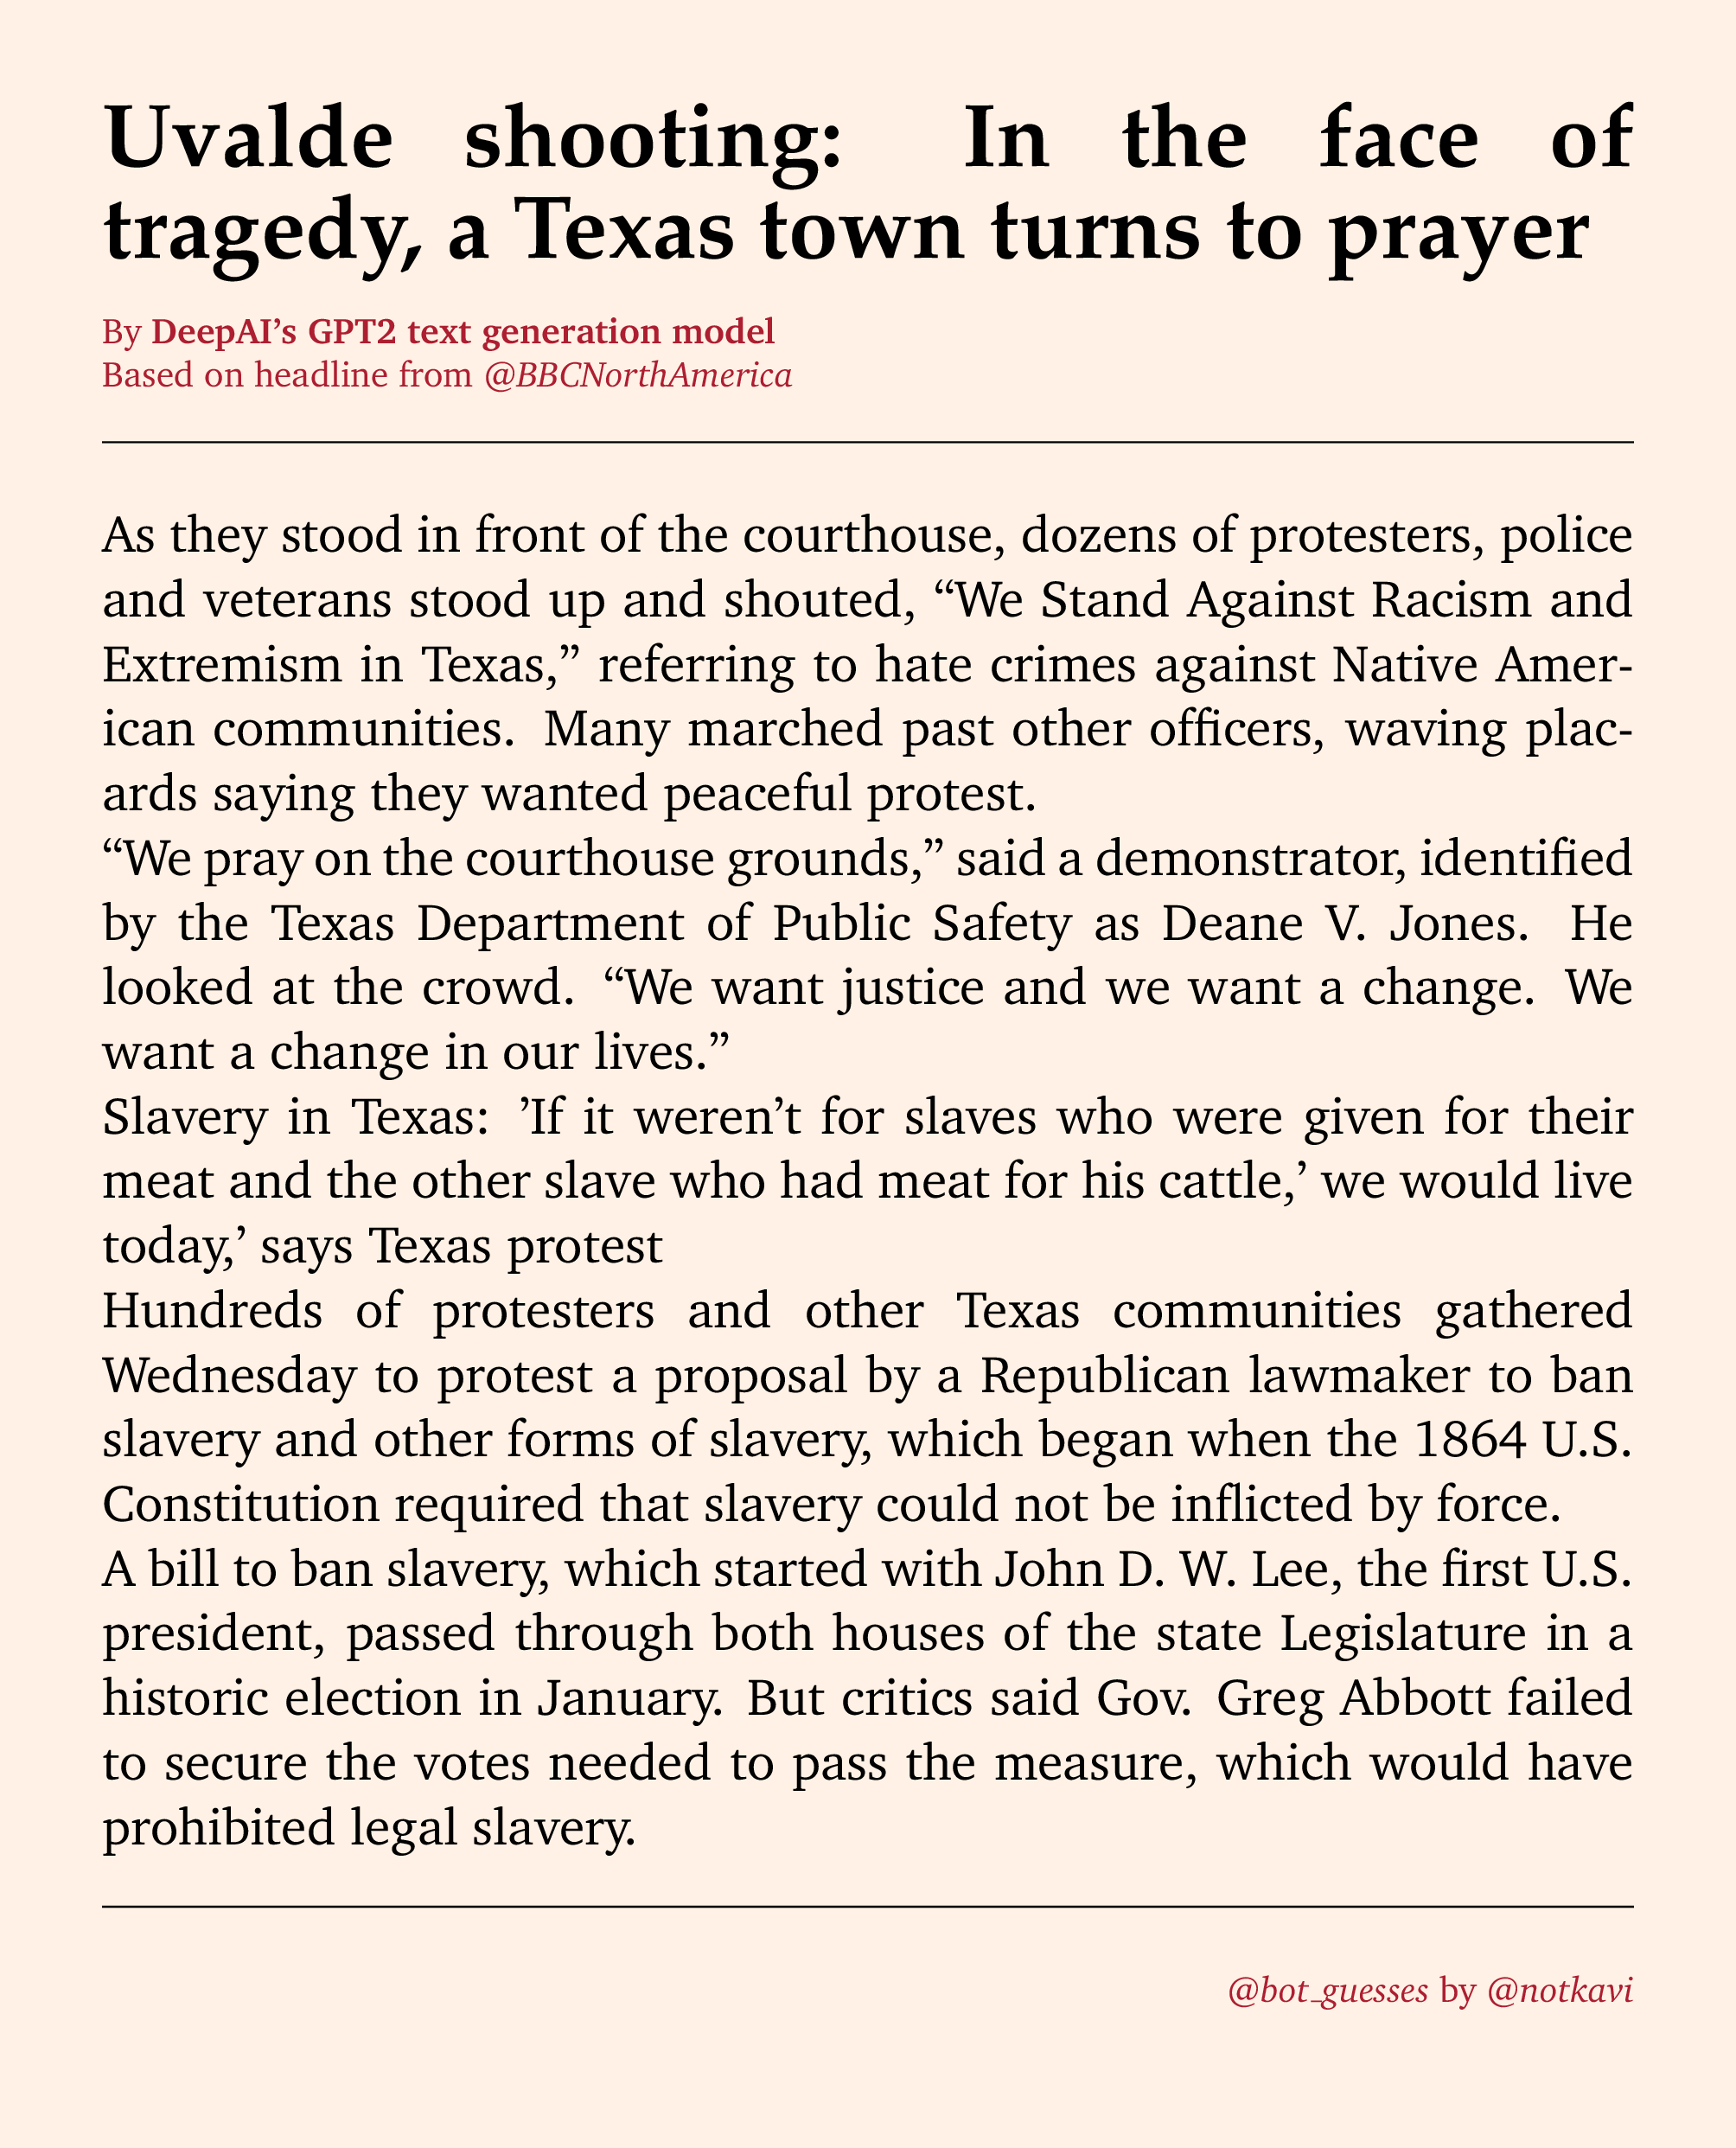 Uvalde shooting: In the face of
tragedy, a Texas town turns to prayer
By DeepAI’s GPT2 text generation model
Based on headline from @BBCNorthAmerica
As they stood in front of the courthouse, dozens of protesters, police
and veterans stood up and shouted, “We Stand Against Racism and
Extremism in Texas,” referring to hate crimes against Native Amer-
ican communities. Many marched past other officers, waving plac-
ards saying they wanted peaceful protest.
“We pray on the courthouse grounds,” said a demonstrator, identified
by the Texas Department of Public Safety as Deane V. Jones. He
looked at the crowd. “We want justice and we want a change. We
want a change in our lives.”
Slavery in Texas: ’If it weren’t for slaves who were given for their
meat and the other slave who had meat for his cattle,’ we would live
today,’ says Texas protest
Hundreds of protesters and other Texas communities gathered
Wednesday to protest a proposal by a Republican lawmaker to ban
slavery and other forms of slavery, which began when the 1864 U.S.
Constitution required that slavery could not be inflicted by force.
A bill to ban slavery, which started with John D. W. Lee, the first U.S.
president, passed through both houses of the state Legislature in a
historic election in January. But critics said Gov. Greg Abbott failed
to secure the votes needed to pass the measure, which would have
prohibited legal slavery.
@bot_guesses by @notkavi